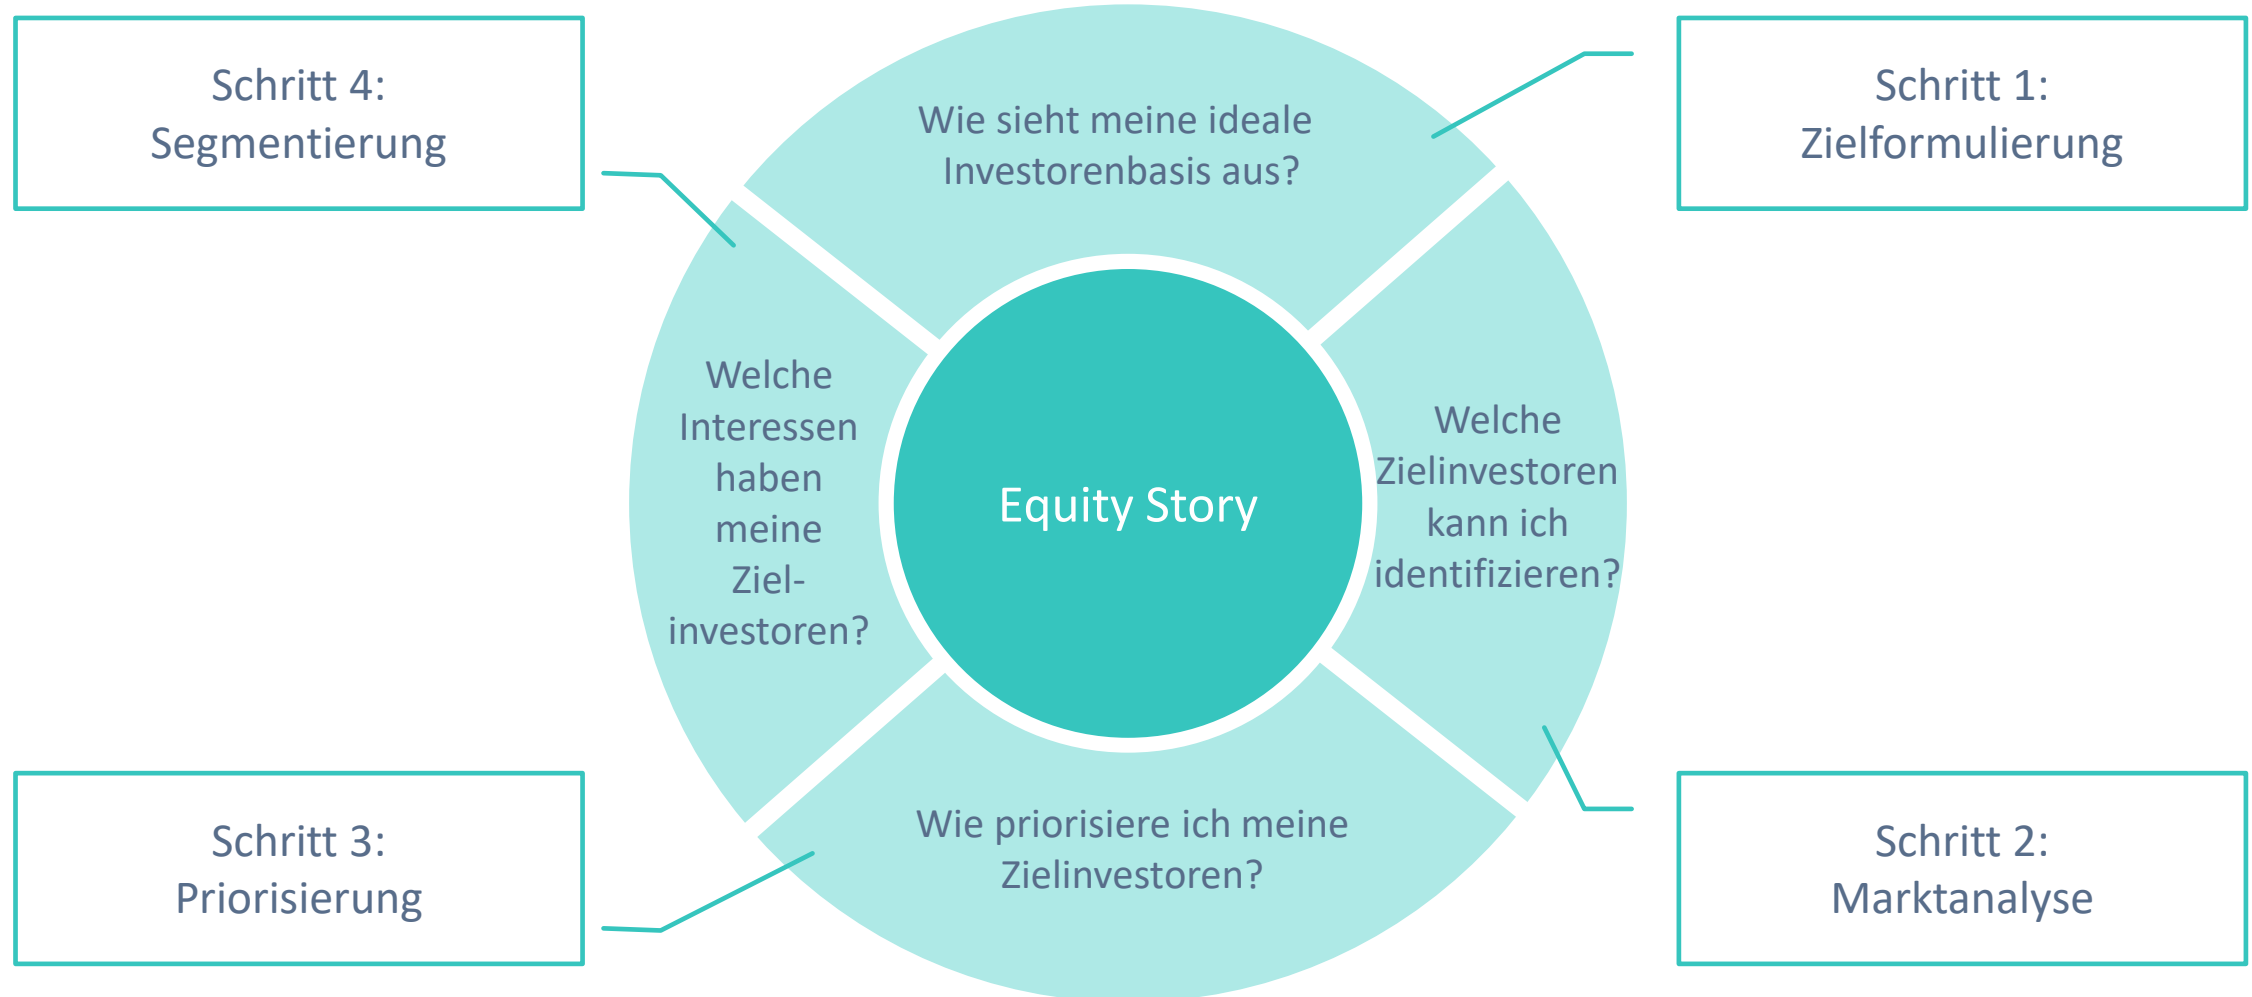 Schritt 4:
Segmentierung
Wie sieht meine ideale
Investorenbasis aus?
Schritt 1:
Zielformulierung
Welche
Interessen
haben
meine
Ziel-
investoren?
Equity Story
Welche
Zielinvestoren
kann ich
identifizieren?
Schritt 3:
Priorisierung
Wie priorisiere ich meine
Zielinvestoren?
Schritt 2:
Marktanalyse